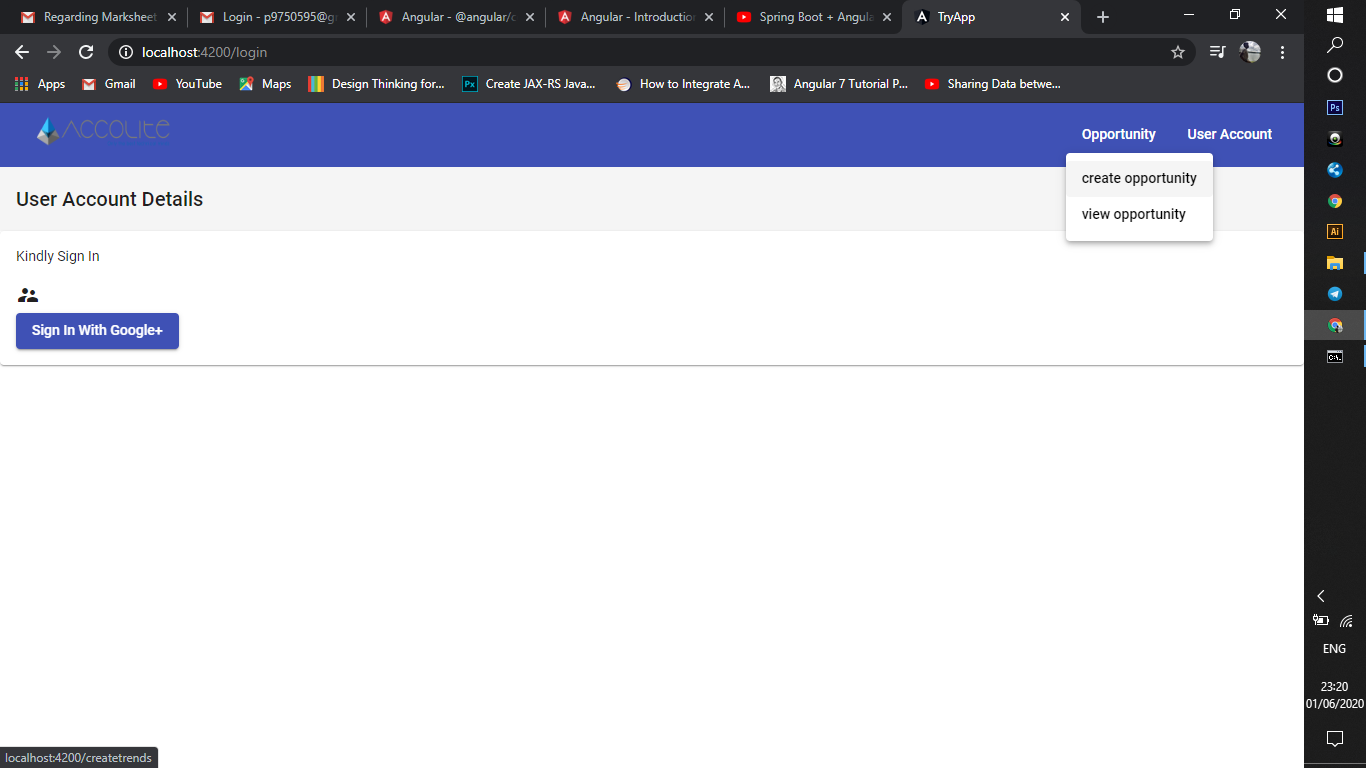 Regarding Marksheet
Login - p9750595@g
Angular - @angular/c
Angular - Introduction
Spring Boot + Angula
TryApp
localhost:4200/login
Apps
Gmail
YouTube
Maps
Design Thinking for...
Create JAX-RS Java...
How to Integrate A...
Angular 7 Tutorial P...
Sharing Data betwe...
ACCOLITE
Opportunity
User Account
create opportunity
view opportunity
User Account Details
Kindly Sign In
Sign In With Google+
localhost:4200/createtrends
Ps
Ai
C:\.
ENG
23:20
01/06/2020